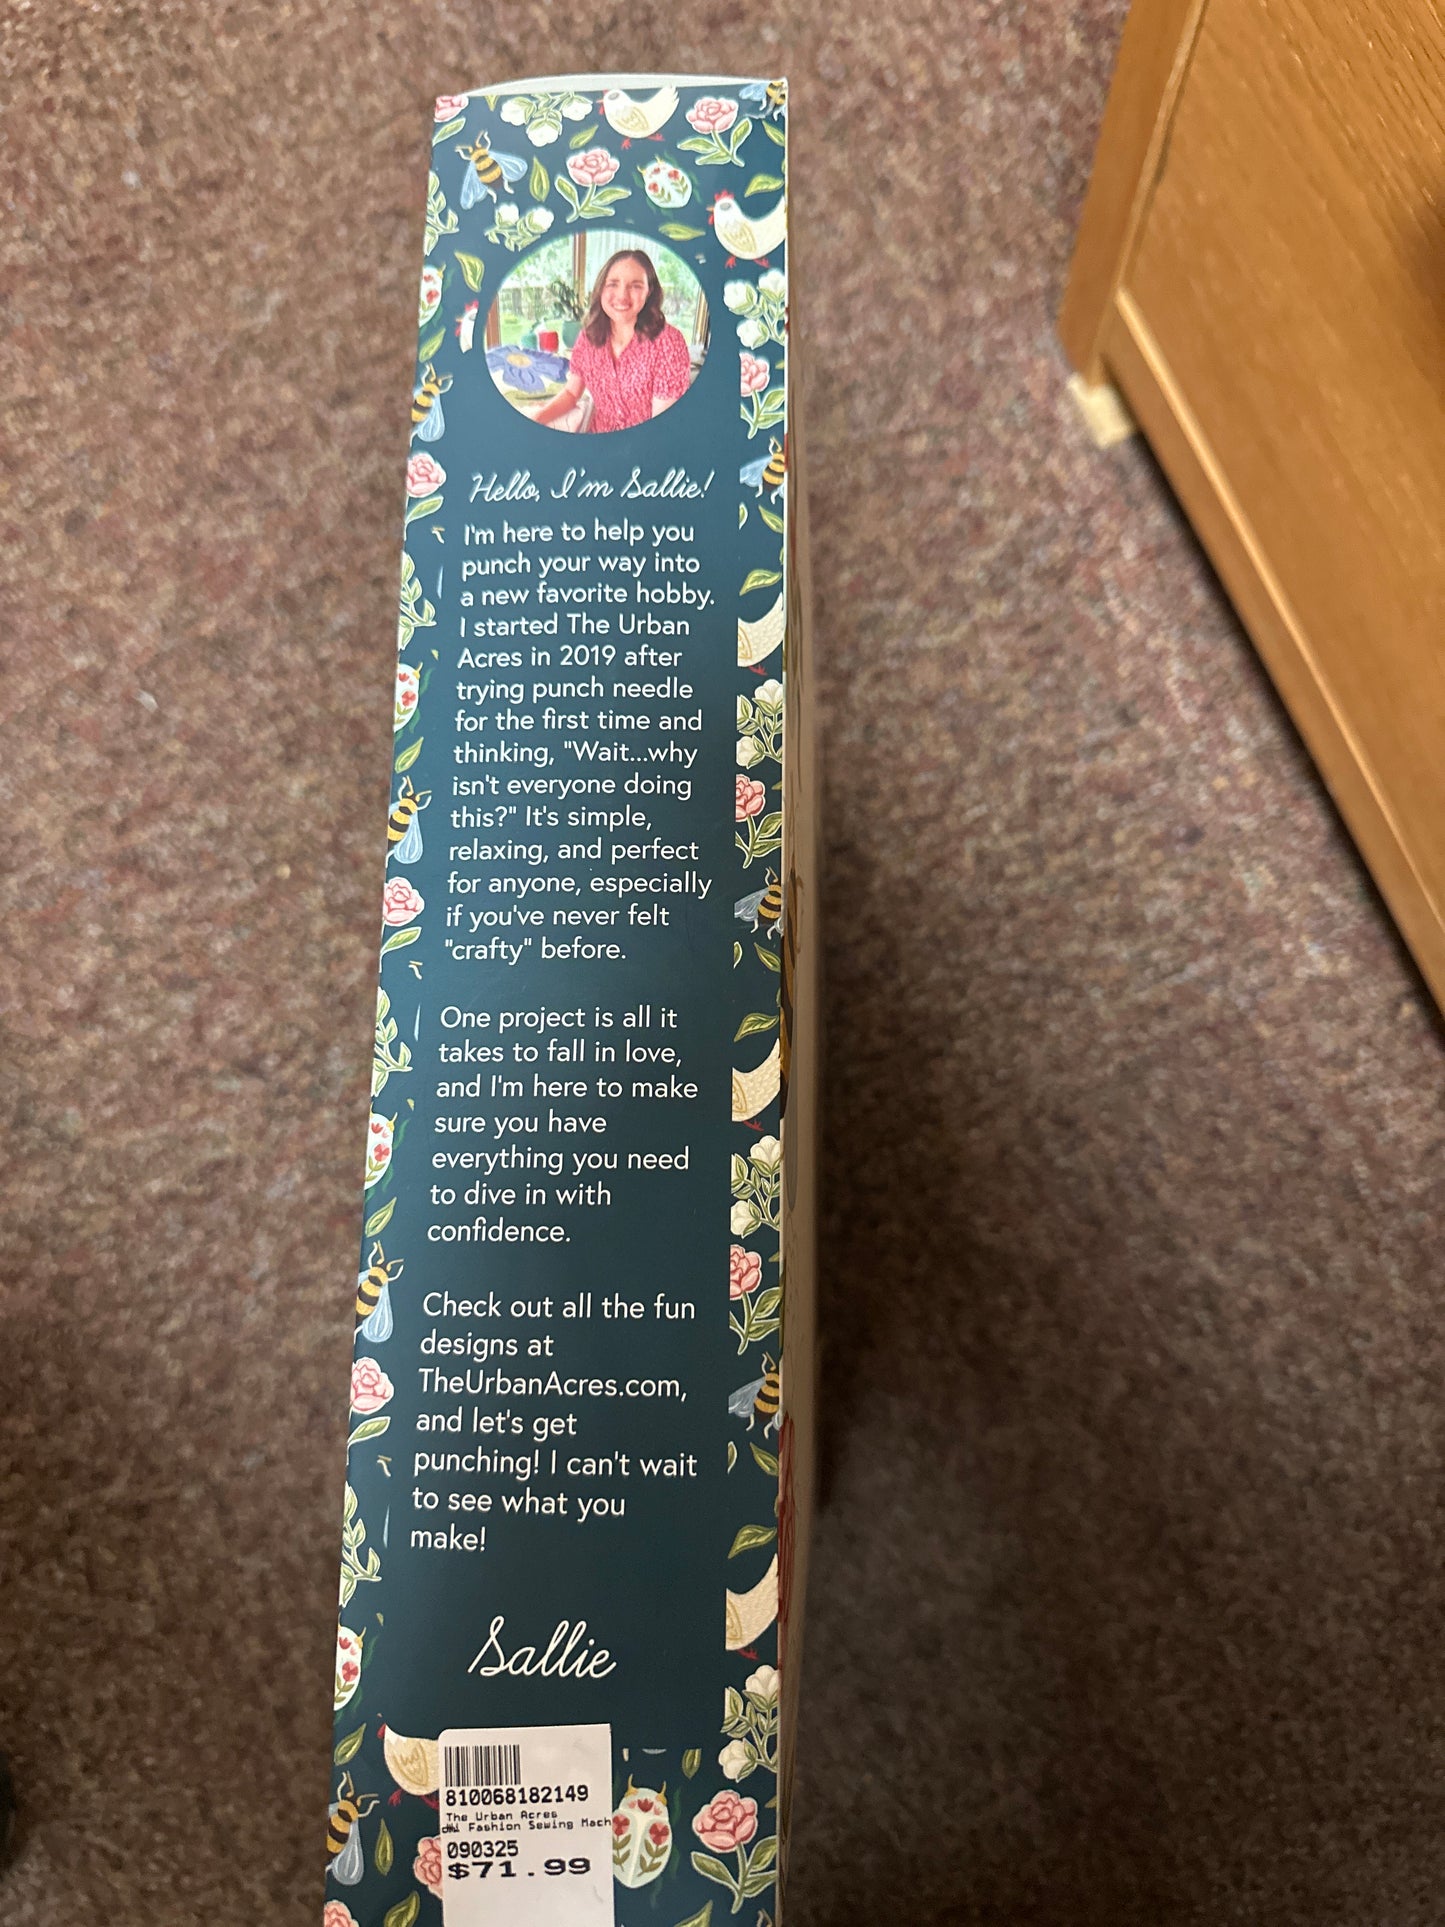 Hello, I'm Sallie!
I'm here to help you
punch your way into
a new favorite hobby.
I started The Urban
Acres in 2019 after
trying punch needle
for the first time and
thinking, "Wait...why
isn't everyone doing
this?" It's simple,
relaxing, and perfect
for anyone, especially
if you've never felt
"crafty" before.
One project is all it
takes to fall in love,
and I'm here to make
sure you have
everything you need
to dive in with
confidence.
Check out all the fun
designs at
TheUrbanAcres.com,
and let's get
punching! I can't wait
to see what you
make!
Sallie
810068182149
The Urban Acres
Fashion Sewing Mach
090325
$71.99